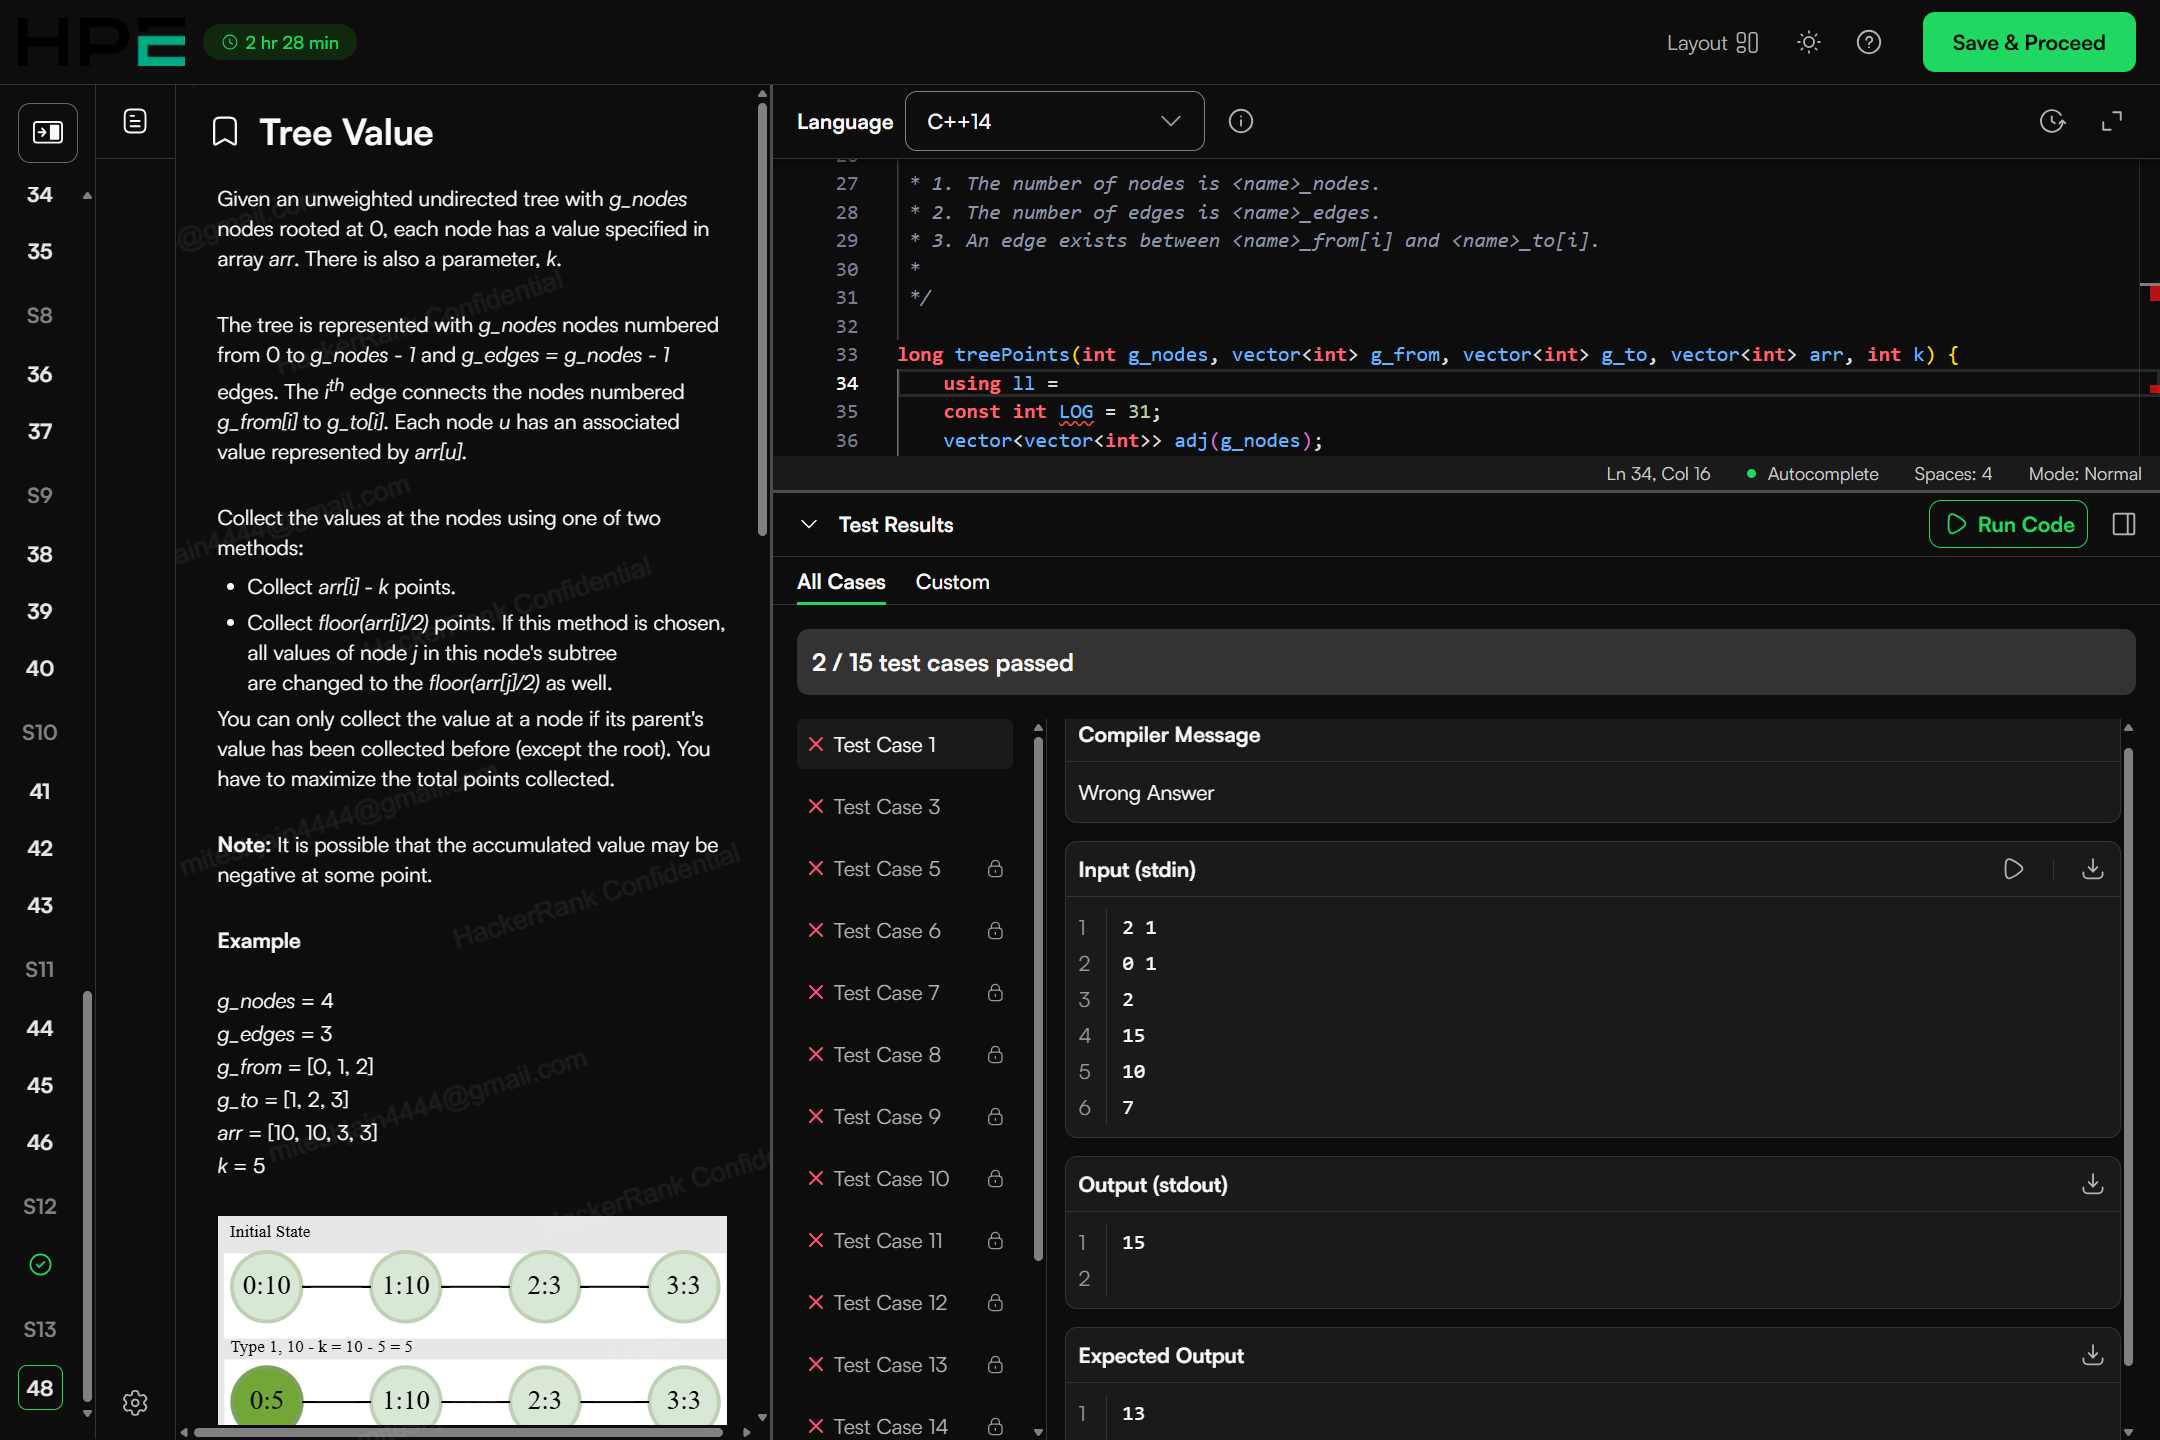 HPE
2 hr 28 min
Layout
Save & Proceed
34
35
S8
36
37
S9
38
39
40
S10
41
42
43
S11
44
45
46
S12
S13
48
Tree Value
Given an unweighted undirected tree with g_nodes
nodes rooted at 0, each node has a value specified in
array arr. There is also a parameter, k.
The tree is represented with g_nodes nodes numbered
from 0 to g_nodes - 1 and g_edges = g_nodes - 1
edges. The ith edge connects the nodes numbered
g_from[i] to g_to[i]. Each node u has an associated
value represented by arr[u].
Collect the values at the nodes using one of two
methods:
• Collect arr[i] - k points.
• Collect floor(arr[i]/2) points. If this method is chosen,
all values of node j in this node's subtree
are changed to the floor(arr[j]/2) as well.
You can only collect the value at a node if its parent's
value has been collected before (except the root). You
have to maximize the total points collected.
Note: It is possible that the accumulated value may be
negative at some point.
Example
g_nodes = 4
g_edges = 3
g_from = [0, 1, 2]
g_to = [1, 2, 3]
arr = [10, 10, 3, 3]
k = 5
Initial State
0:10 1:10 2:3 3:3
Type 1, 10 - k = 10 - 5 = 5
0:5 1:10 2:3 3:3
HackerRank Confidential
HackerRank Confidential
HackerRank Confidential
Language
C++14
27 * 1. The number of nodes is <name>_nodes.
28 * 2. The number of edges is <name>_edges.
29 * 3. An edge exists between <name>_from[i] and <name>_to[i].
30 *
31 */
32
33 long treePoints(int g_nodes, vector<int> g_from, vector<int> g_to, vector<int> arr, int k) {
34 using ll =
35 const int LOG = 31;
36 vector<vector<int>> adj(g_nodes);
Ln 34, Col 16
Autocomplete
Spaces: 4
Mode: Normal
Test Results
Run Code
All Cases
Custom
2 / 15 test cases passed
Test Case 1
Test Case 3
Test Case 5
Test Case 6
Test Case 7
Test Case 8
Test Case 9
Test Case 10
Test Case 11
Test Case 12
Test Case 13
Test Case 14
Compiler Message
Wrong Answer
Input (stdin)
1 2 1
2 0 1
3 2
4 15
5 10
6 7
Output (stdout)
1 15
2
Expected Output
1 13